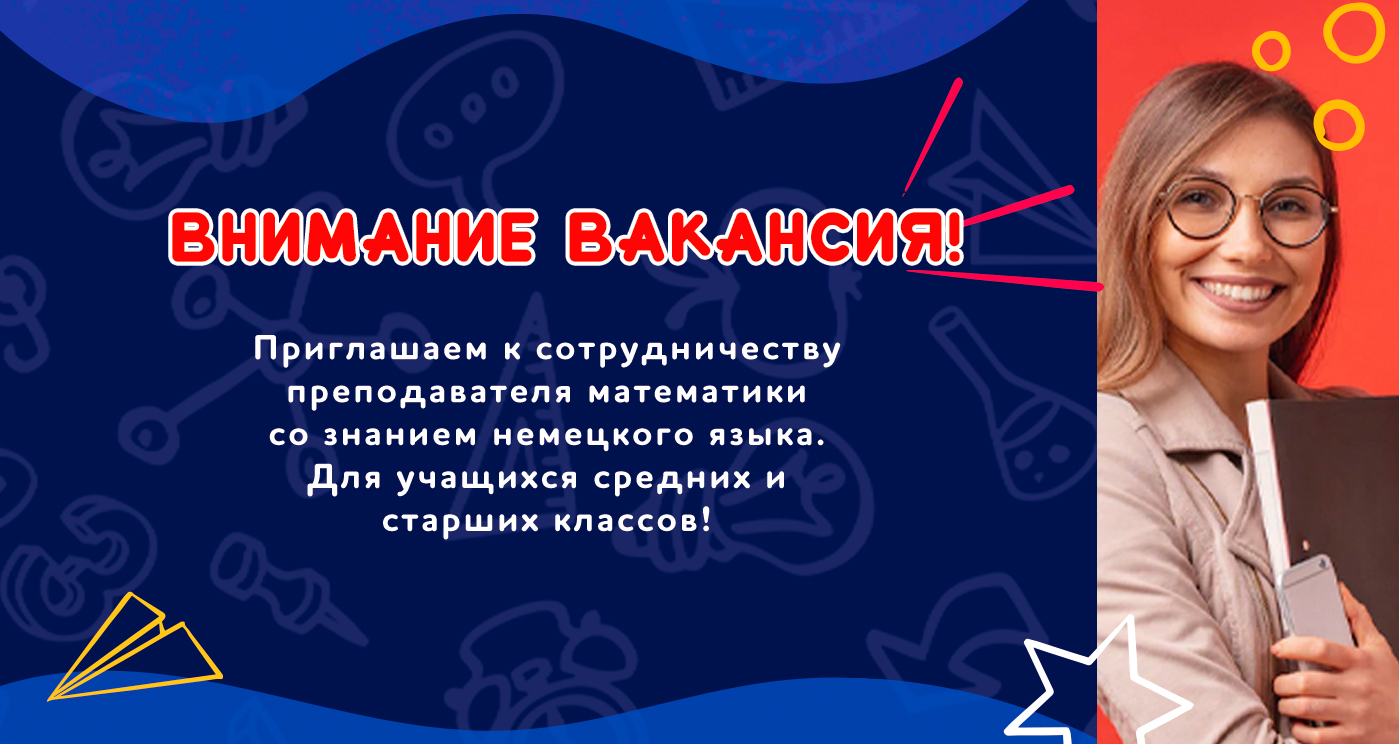 ВНИМАНИЕ ВАКАНСИЯ!
Приглашаем к сотрудничеству
преподавателя математики
со знанием немецкого языка.
Для учащихся средних и
старших классов!